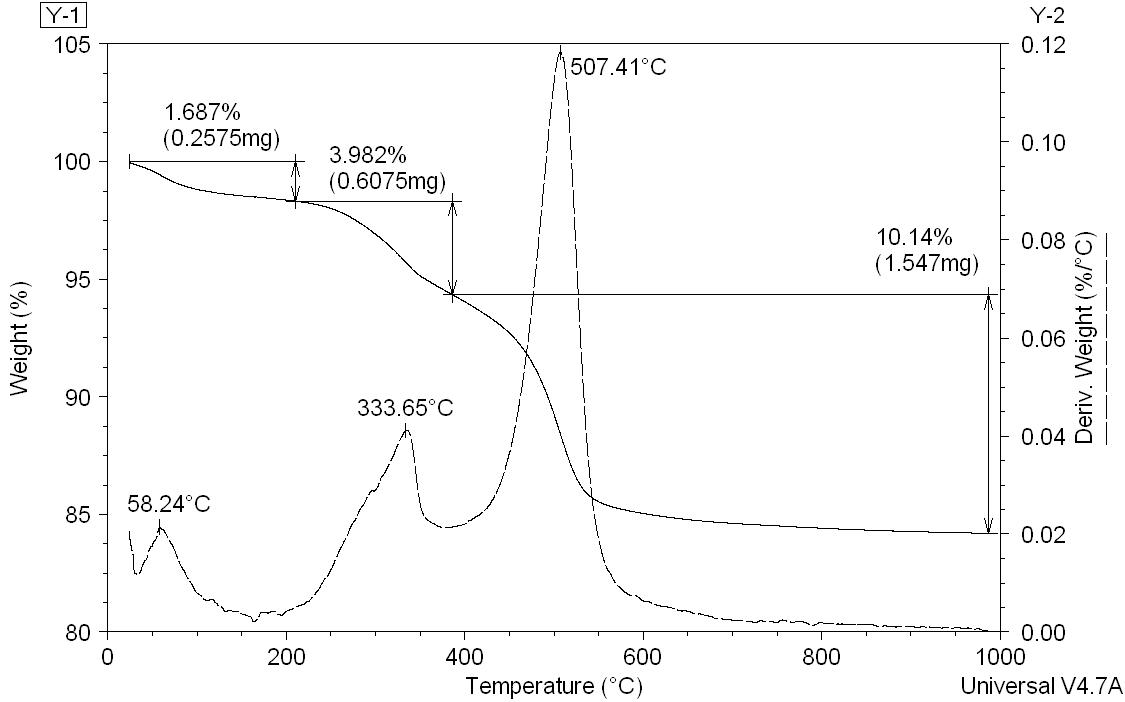 Y-1
Y-2
105
100
95
90
85
80
Weight (%)
1.687%
(0.2575mg)
3.982%
(0.6075mg)
10.14%
(1.547mg)
507.41°C
333.65°C
58.24°C
0.12
0.10
0.08
0.06
0.04
0.02
0.00
Deriv. Weight (%/°C)
0
200
400
600
800
1000
Temperature (°C)
Universal V4.7A